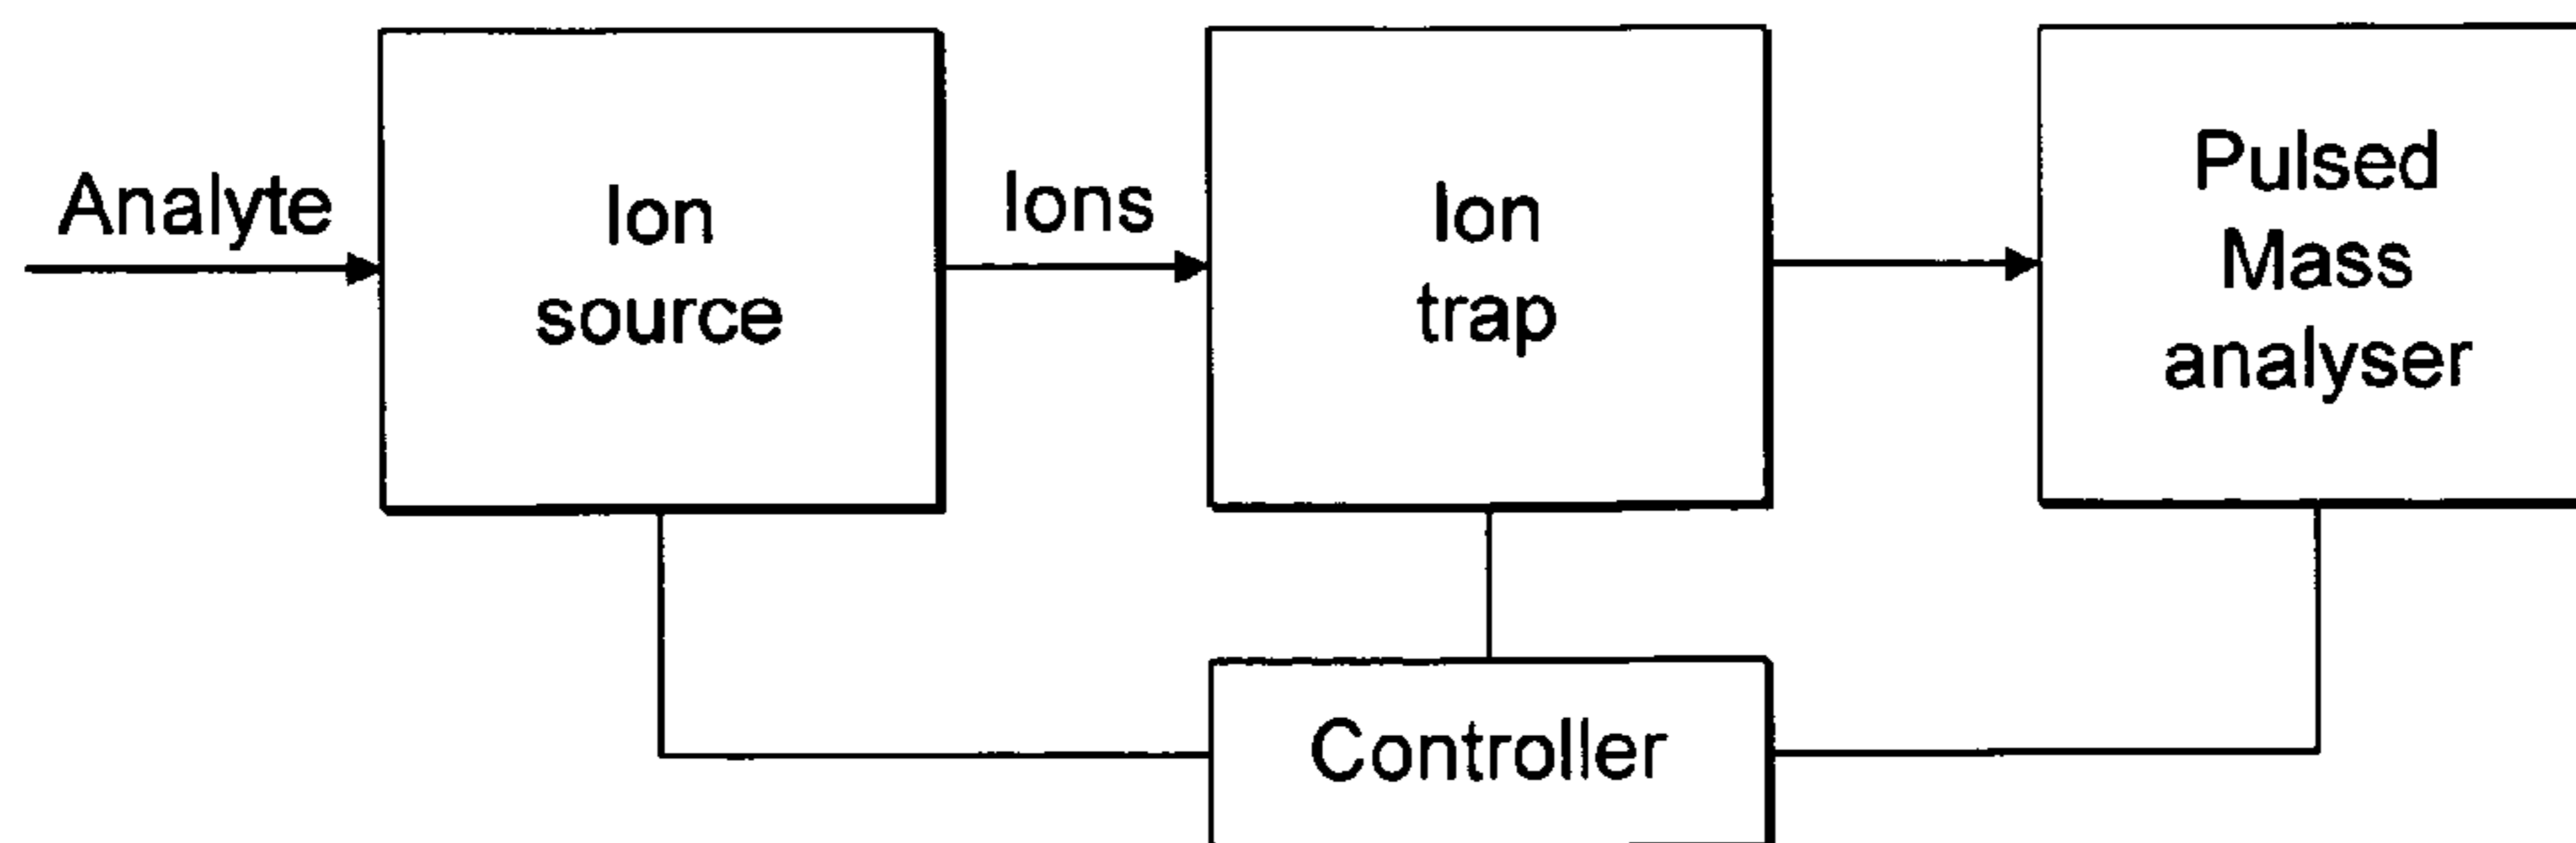 Analyte
Ion
source
Ions
Ion
trap
Pulsed
Mass
analyser
Controller